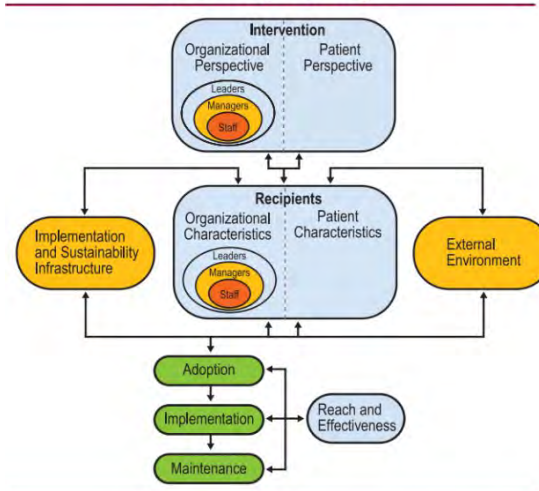 Intervention
Organizational
Perspective
Patient
Perspective
Leaders
Managers
Staff
Recipients
Organizational
Characteristics
Patient
Characteristics
Leaders
Managers
Staff
Implementation
and Sustainability
Infrastructure
External
Environment
Adoption
Implementation
Maintenance
Reach and
Effectiveness